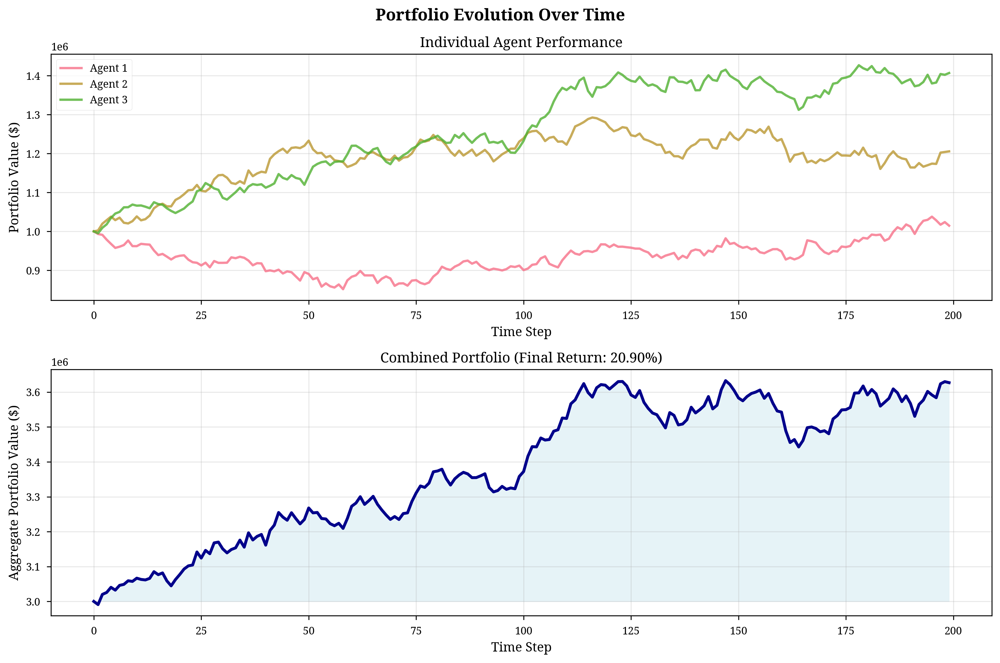 Portfolio Evolution Over Time
Individual Agent Performance
1e6
Agent 1
Agent 2
Agent 3
Portfolio Value ($)
1.4
1.3
1.2
1.1
1.0
0.9
0 25 50 75 100 125 150 175 200
Time Step
Combined Portfolio (Final Return: 20.90%)
1e6
Aggregate Portfolio Value ($)
3.6
3.5
3.4
3.3
3.2
3.1
3.0
0 25 50 75 100 125 150 175 200
Time Step